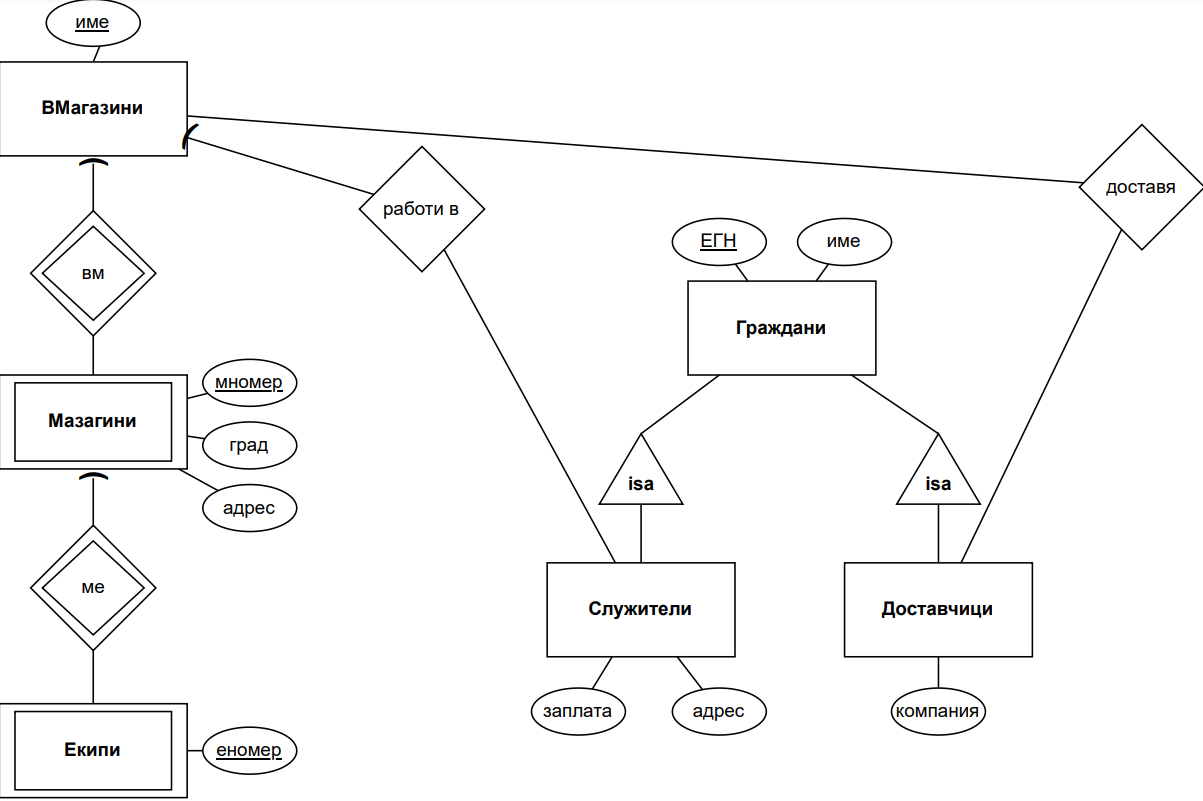 име
ВМагазини
работи в
доставя
ЕГН
име
вм
Граждани
мномер
Мазагини
град
isa
isa
адрес
ме
Служители
Доставчици
заплата
адрес
компания
Екипи
еномер